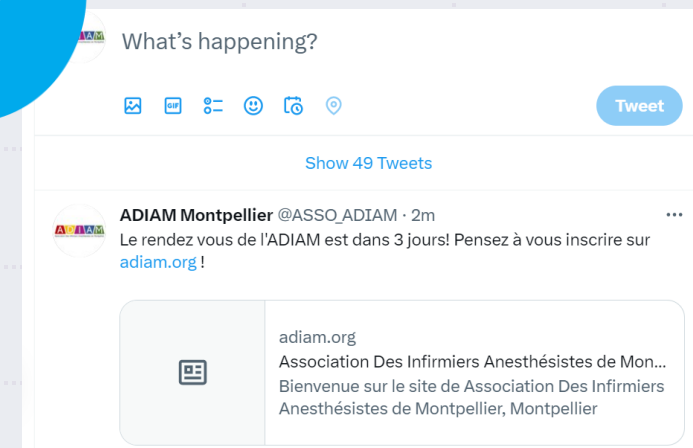 What's happening?
GIF
Tweet
Show 49 Tweets
ADIAM
ADIAM Montpellier @ASSO_ADIAM · 2m
Le rendez vous de l'ADIAM est dans 3 jours! Pensez à vous inscrire sur
adiam.org !
adiam.org
Association Des Infirmiers Anesthésistes de Mon...
Bienvenue sur le site de Association Des Infirmiers
Anesthésistes de Montpellier, Montpellier